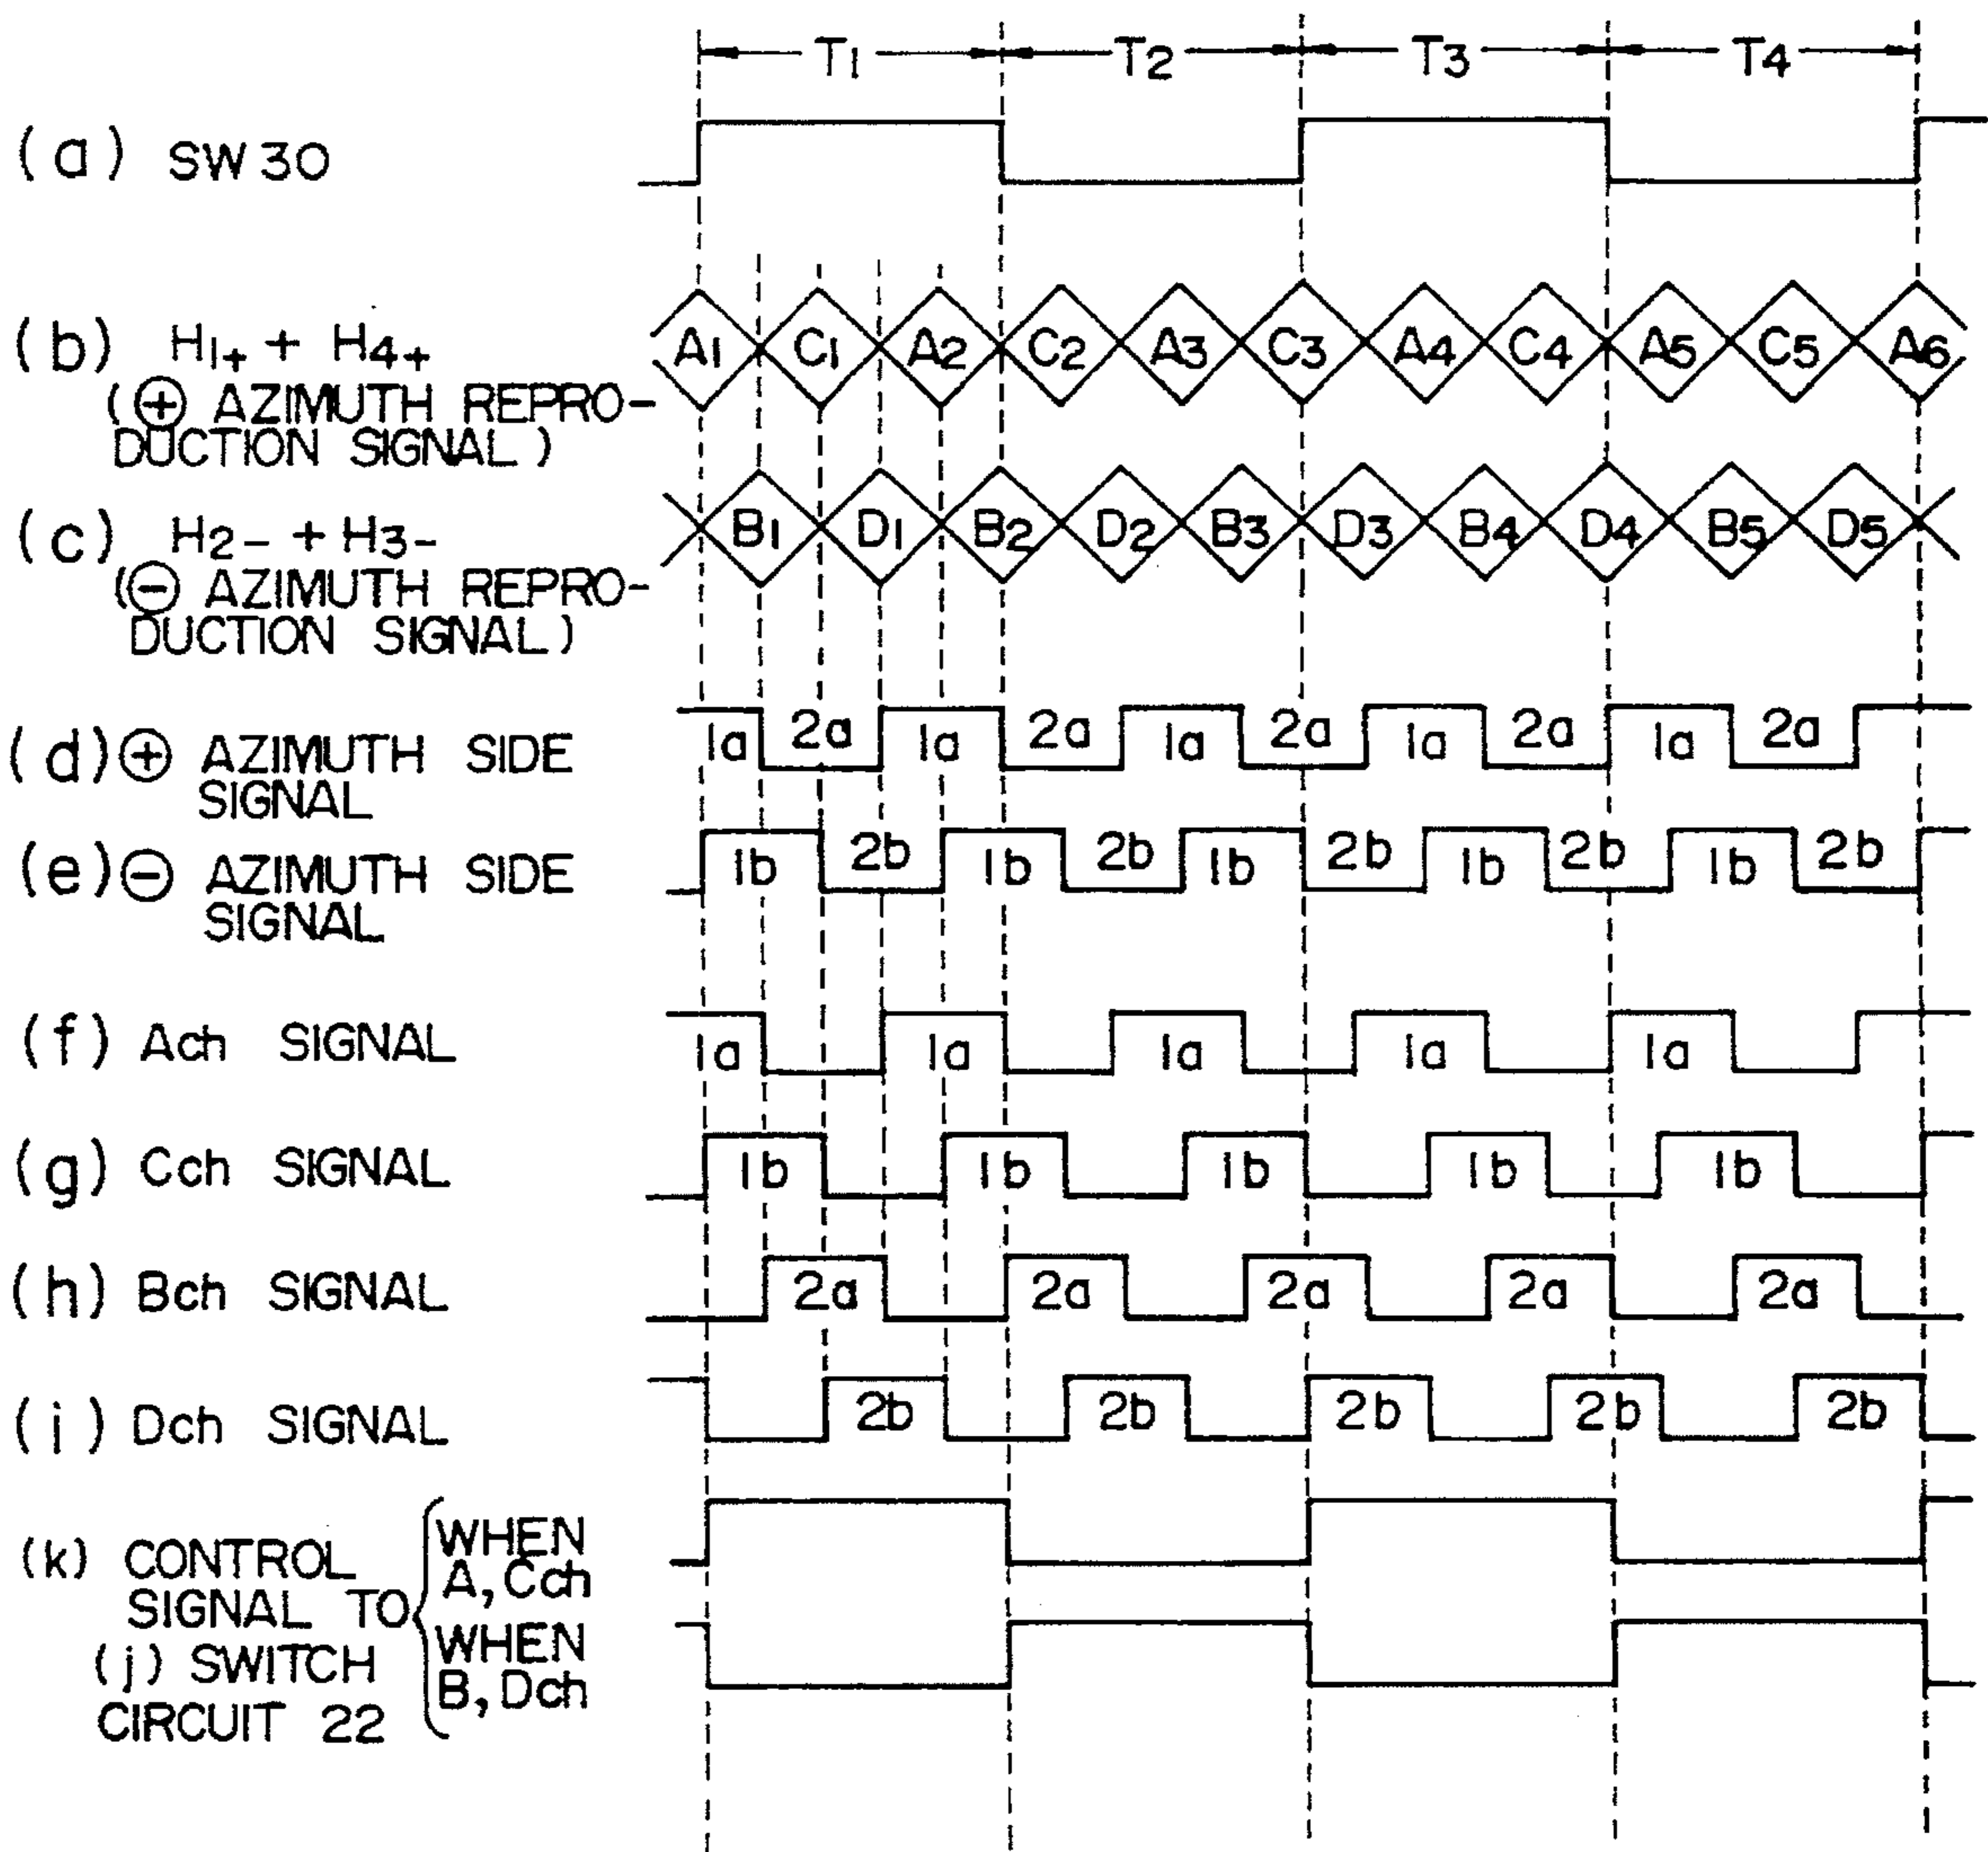 T1 T2 T3 T4
(a) SW30
(b) H1+ + H4+
(⊕ AZIMUTH REPRO-
DUCTION SIGNAL)
A1 C1 A2 C2 A3 C3 A4 C4 A5 C5 A6
(c) H2- + H3-
(⊖ AZIMUTH REPRO-
DUCTION SIGNAL)
B1 D1 B2 D2 B3 D3 B4 D4 B5 D5
(d) ⊕ AZIMUTH SIDE
SIGNAL
1a 2a 1a 2a 1a 2a 1a 2a 1a 2a
(e) ⊖ AZIMUTH SIDE
SIGNAL
1b 2b 1b 2b 1b 2b 1b 2b 1b 2b
(f) Ach SIGNAL
1a 1a 1a 1a 1a
(g) Cch SIGNAL
1b 1b 1b 1b 1b
(h) Bch SIGNAL
2a 2a 2a 2a 2a
(i) Dch SIGNAL
2b 2b 2b 2b 2b
(k) CONTROL
SIGNAL TO
(j) SWITCH
CIRCUIT 22
WHEN
A, Cch
WHEN
B, Dch